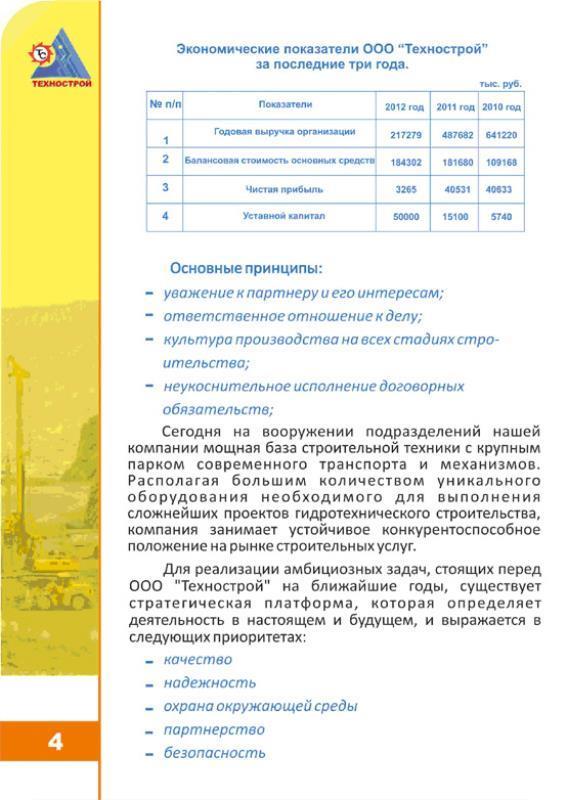 ТС
ТЕХНОСТРОЙ
Экономические показатели ООО “Технострой”
за последние три года.
тыс. руб.
№ п/п Показатели 2012 год 2011 год 2010 год
1 Годовая выручка организации 217279 487682 641220
2 Балансовая стоимость основных средств 184302 181680 109168
3 Чистая прибыль 3265 40531 40633
4 Уставной капитал 50000 15100 5740
Основные принципы:
– уважение к партнеру и его интересам;
– ответственное отношение к делу;
– культура производства на всех стадиях стро-
ительства;
– неукоснительное исполнение договорных
обязательств;
Сегодня на вооружении подразделений нашей
компании мощная база строительной техники с крупным
парком современного транспорта и механизмов.
Располагая большим количеством уникального
оборудования необходимого для выполнения
сложнейших проектов гидротехнического строительства,
компания занимает устойчивое конкурентоспособное
положение на рынке строительных услуг.
Для реализации амбициозных задач, стоящих перед
ООО "Технострой" на ближайшие годы, существует
стратегическая платформа, которая определяет
деятельность в настоящем и будущем, и выражается в
следующих приоритетах:
– качество
– надежность
– охрана окружающей среды
– партнерство
– безопасность
4